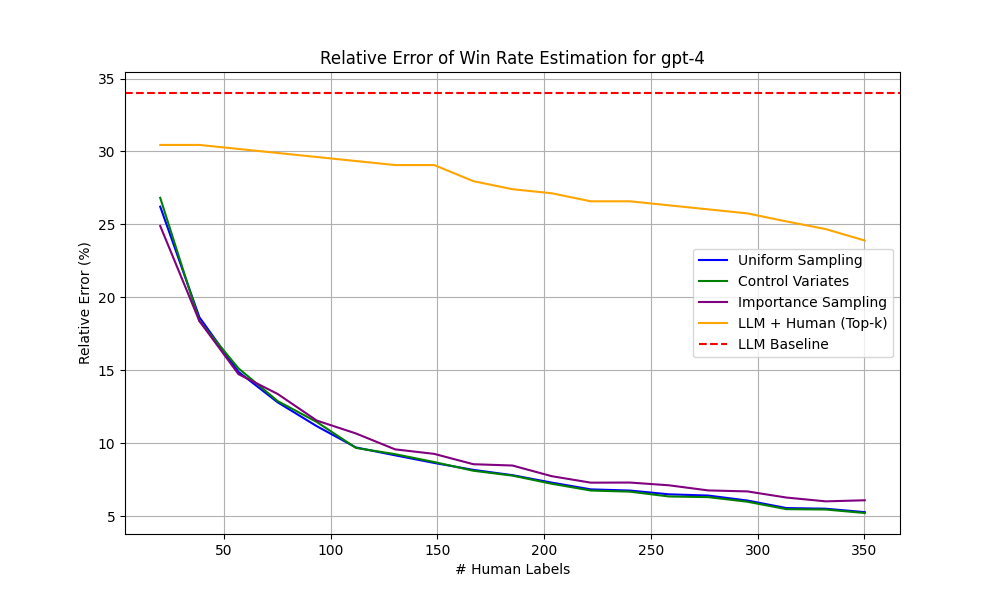 Relative Error of Win Rate Estimation for gpt-4
35
30
25
20
15
10
5
Relative Error (%)
Uniform Sampling
Control Variates
Importance Sampling
LLM + Human (Top-k)
LLM Baseline
50 100 150 200 250 300 350
# Human Labels